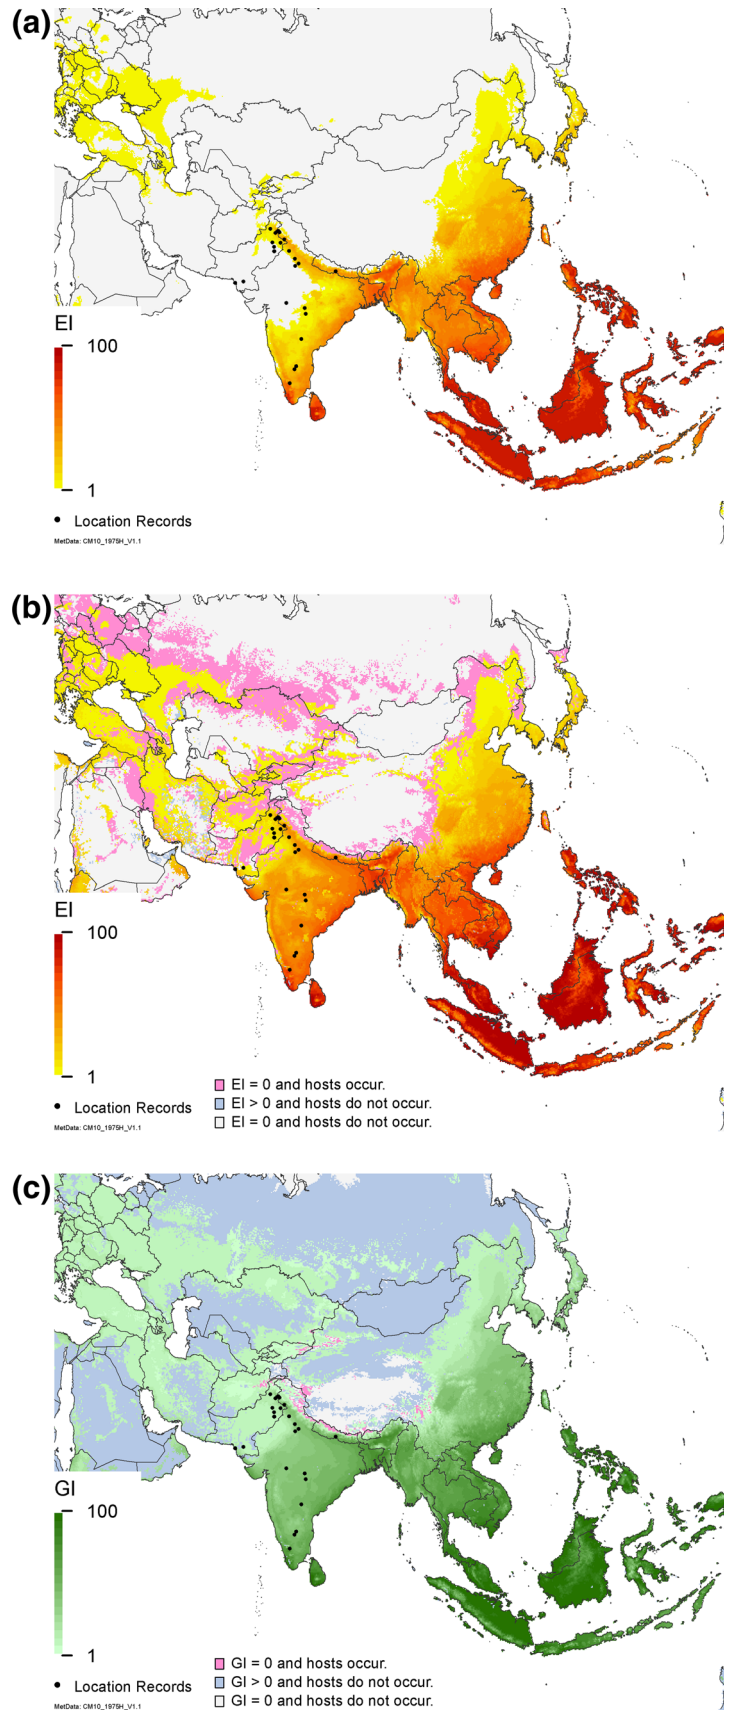 (a)
EI
100
1
Location Records
MetData: CM10_1975H_V1.1
(b)
EI
100
1
EI = 0 and hosts occur.
EI > 0 and hosts do not occur.
EI = 0 and hosts do not occur.
Location Records
MetData: CM10_1975H_V1.1
(c)
GI
100
1
GI = 0 and hosts occur.
GI > 0 and hosts do not occur.
GI = 0 and hosts do not occur.
Location Records
MetData: CM10_1975H_V1.1